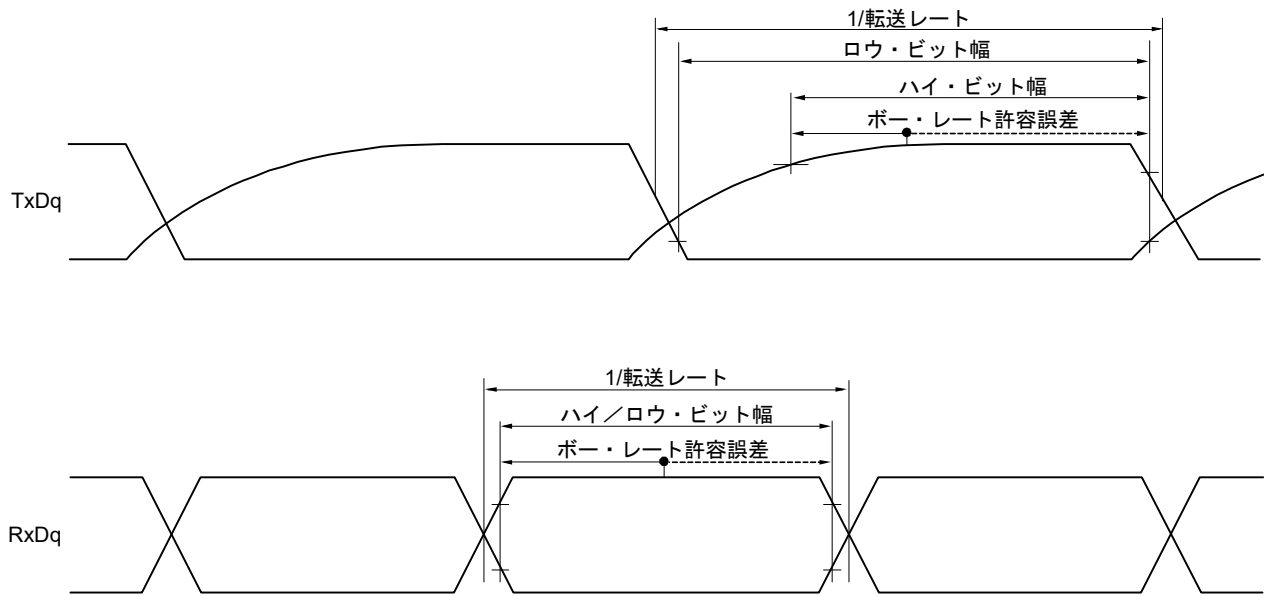 1/転送レート
ロウ・ビット幅
ハイ・ビット幅
ボー・レート許容誤差
TxDq
1/転送レート
ハイ／ロウ・ビット幅
ボー・レート許容誤差
RxDq